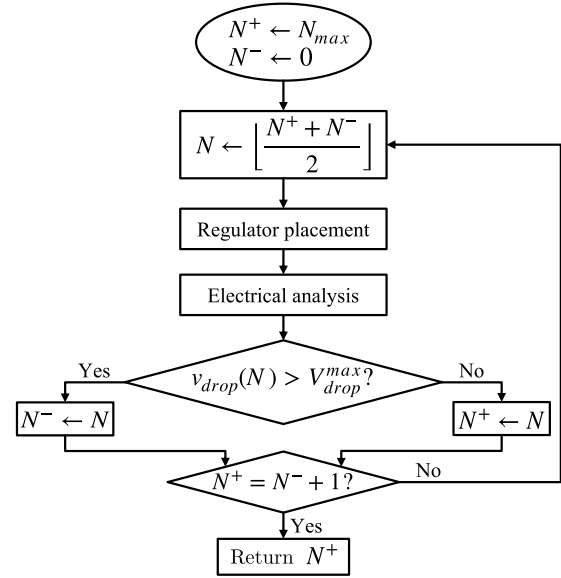 N⁺ ← N_max
N⁻ ← 0
N ← ⌊(N⁺ + N⁻)/2⌋
Regulator placement
Electrical analysis
v_drop(N) > V_drop^max?
Yes
No
N⁻ ← N
N⁺ ← N
N⁺ = N⁻ + 1?
No
Yes
Return N⁺